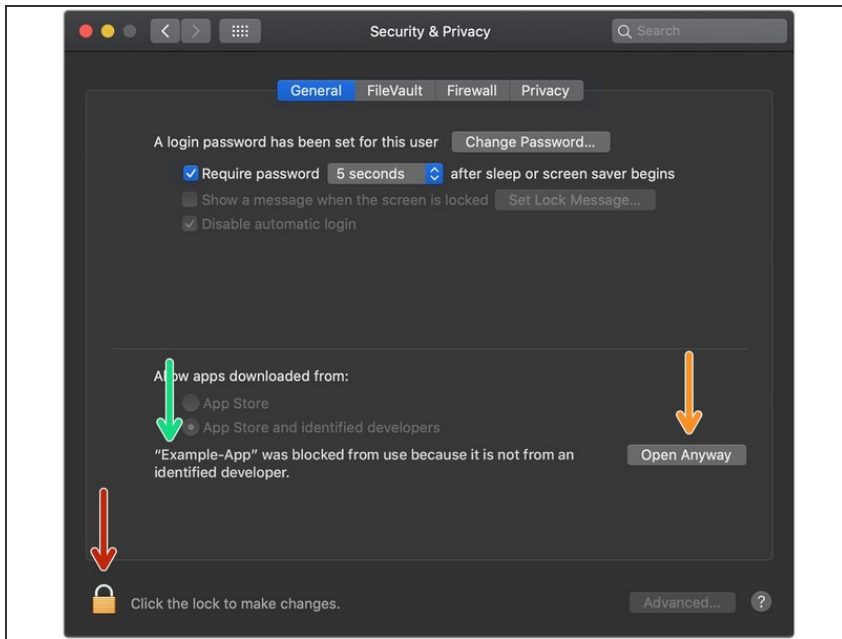 Security & Privacy
Search
General FileVault Firewall Privacy
A login password has been set for this user Change Password...
Require password 5 seconds after sleep or screen saver begins
Show a message when the screen is locked Set Lock Message...
Disable automatic login
Allow apps downloaded from:
App Store
App Store and identified developers
“Example-App” was blocked from use because it is not from an Open Anyway
identified developer.
Click the lock to make changes. Advanced... ?